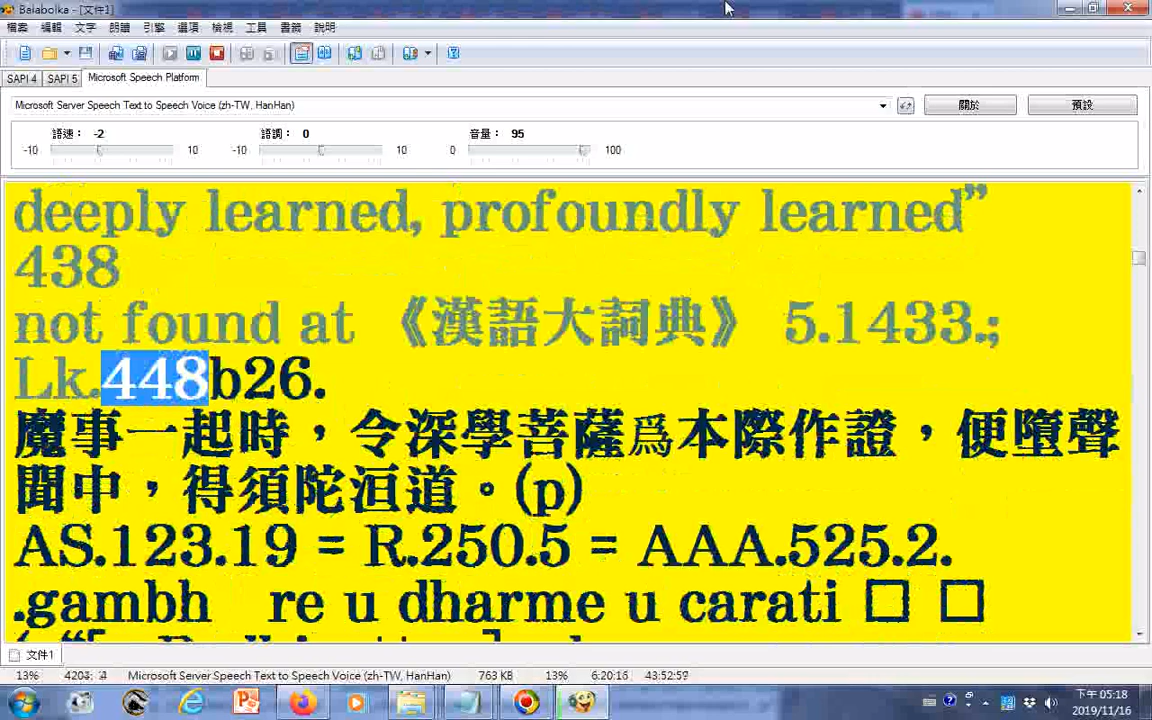 Balabolka - [文件1]
檔案 編輯 文字 朗讀 引擎 選項 檢視 工具 書籤 說明
SAPI 4 SAPI 5 Microsoft Speech Platform
Microsoft Server Speech Text to Speech Voice (zh-TW, HanHan) 關於 預設
語速： -2 語調： 0 音量： 95
-10 10 -10 10 0 100
deeply learned, profoundly learned”
438
not found at 《漢語大詞典》 5.1433.;
Lk.448b26.
魔事一起時，令深學菩薩爲本際作證，便墮聲
聞中，得須陀洹道。(p)
AS.123.19 = R.250.5 = AAA.525.2.
.gambh re u dharme u carati □ □
文件1
13% Microsoft Server Speech Text to Speech Voice (zh-TW, HanHan) 763 KB 13% 6:20:16 43:52:59
下午 05:18
2019/11/16